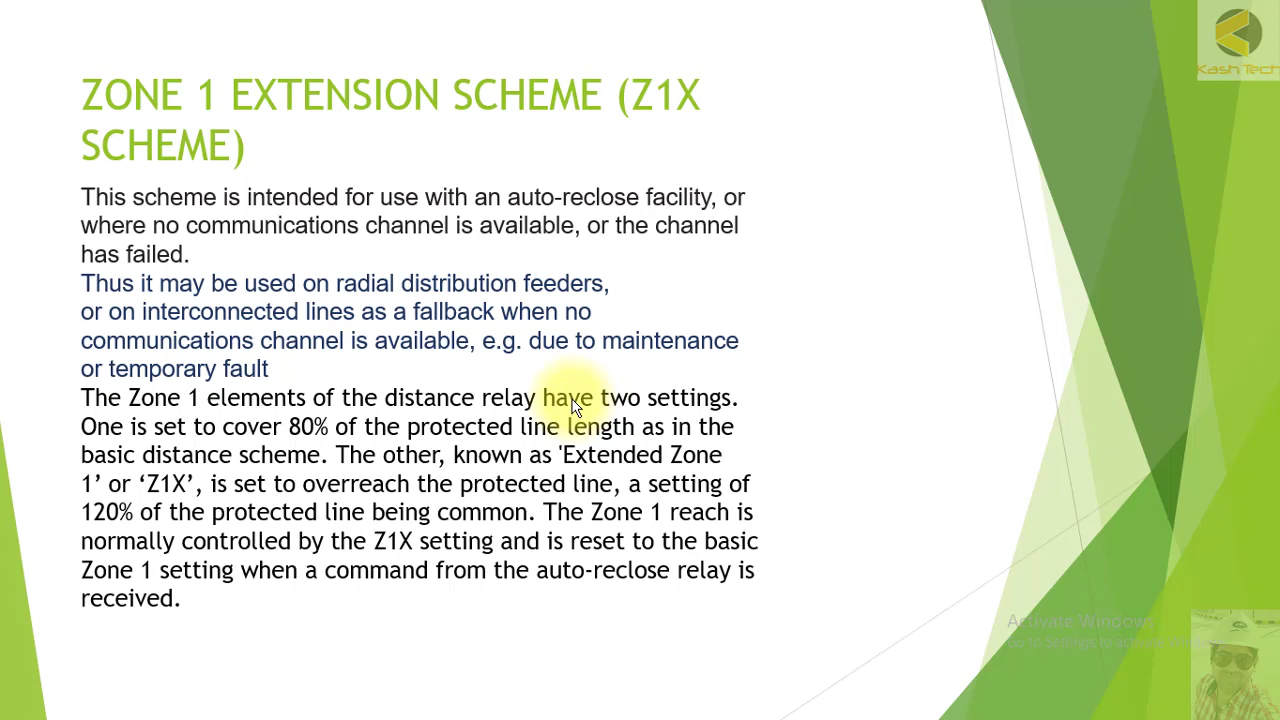 ZONE 1 EXTENSION SCHEME (Z1X
SCHEME)
This scheme is intended for use with an auto-reclose facility, or
where no communications channel is available, or the channel
has failed.
Thus it may be used on radial distribution feeders,
or on interconnected lines as a fallback when no
communications channel is available, e.g. due to maintenance
or temporary fault
The Zone 1 elements of the distance relay have two settings.
One is set to cover 80% of the protected line length as in the
basic distance scheme. The other, known as 'Extended Zone
1’ or ‘Z1X’, is set to overreach the protected line, a setting of
120% of the protected line being common. The Zone 1 reach is
normally controlled by the Z1X setting and is reset to the basic
Zone 1 setting when a command from the auto-reclose relay is
received.
Kash Tech
Activate Windows
Go to Settings to activate